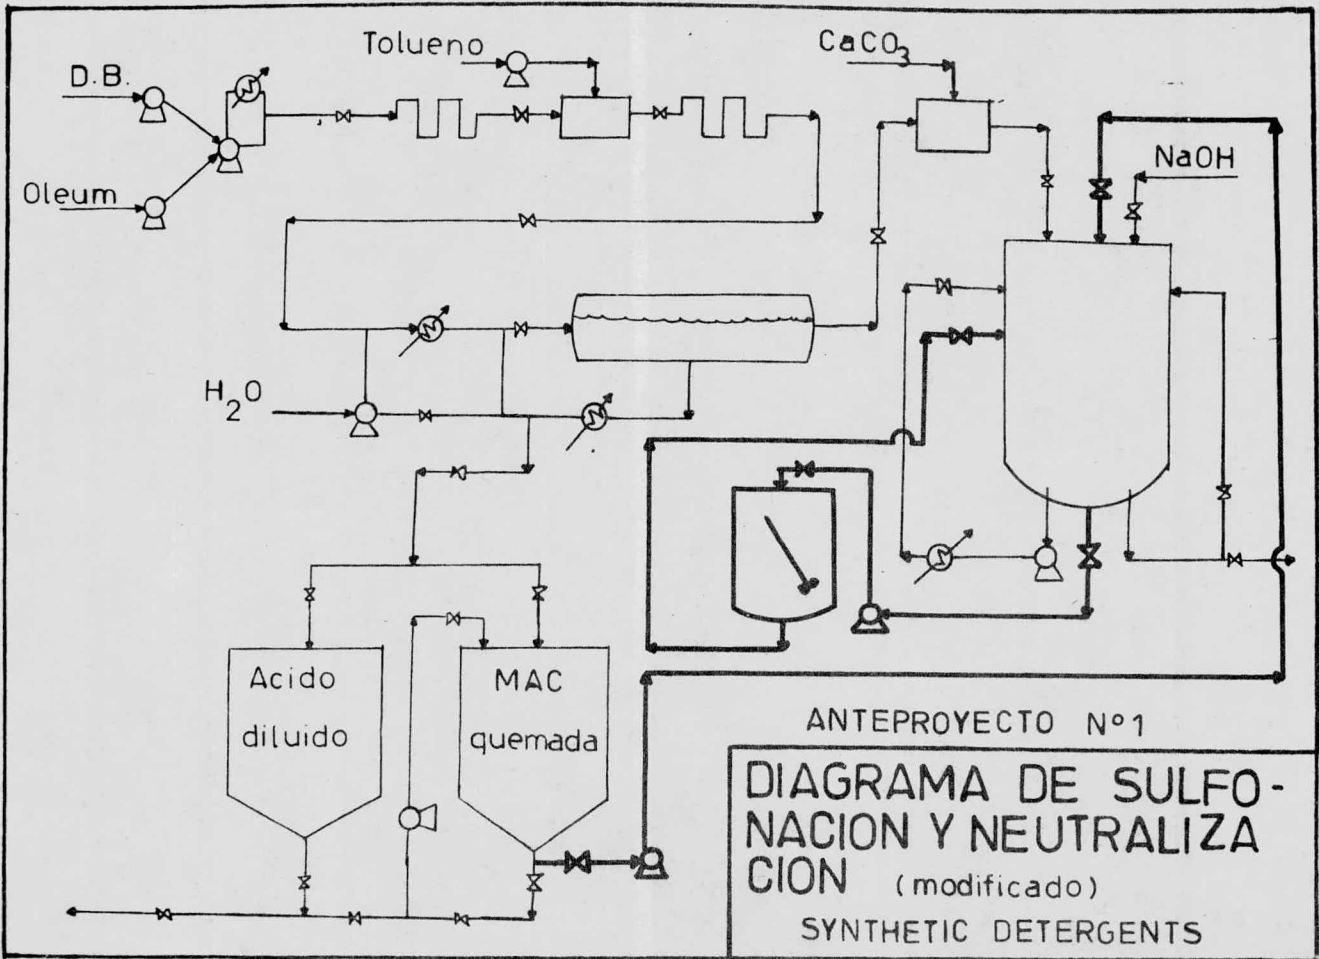 Tolueno
CaCO3
D.B.
NaOH
Oleum
H2O
Acido
diluido
MAC
quemada
ANTEPROYECTO Nº1
DIAGRAMA DE SULFO-
NACION Y NEUTRALIZA
CION (modificado)
SYNTHETIC DETERGENTS